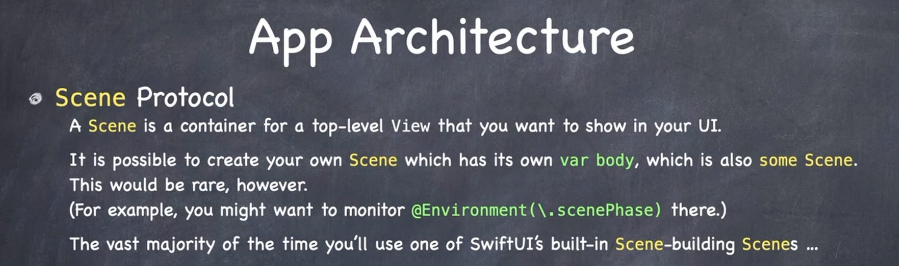 App Architecture
Scene Protocol
A Scene is a container for a top-level View that you want to show in your UI.
It is possible to create your own Scene which has its own var body, which is also some Scene.
This would be rare, however.
(For example, you might want to monitor @Environment(\.scenePhase) there.)
The vast majority of the time you'll use one of SwiftUI's built-in Scene-building Scenes ...